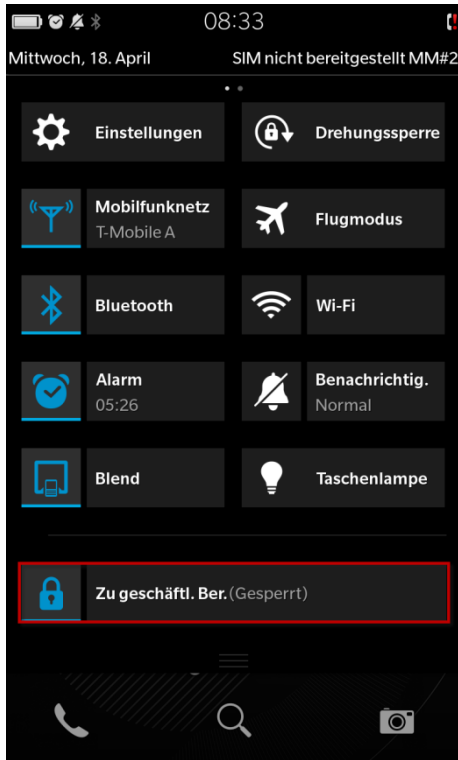 08:33
Mittwoch, 18. April SIM nicht bereitgestellt MM#2
Einstellungen Drehungssperre
Mobilfunknetz
T-Mobile A
Flugmodus
Bluetooth Wi-Fi
Alarm
05:26
Benachrichtig.
Normal
Blend Taschenlampe
Zu geschäftl. Ber. (Gesperrt)